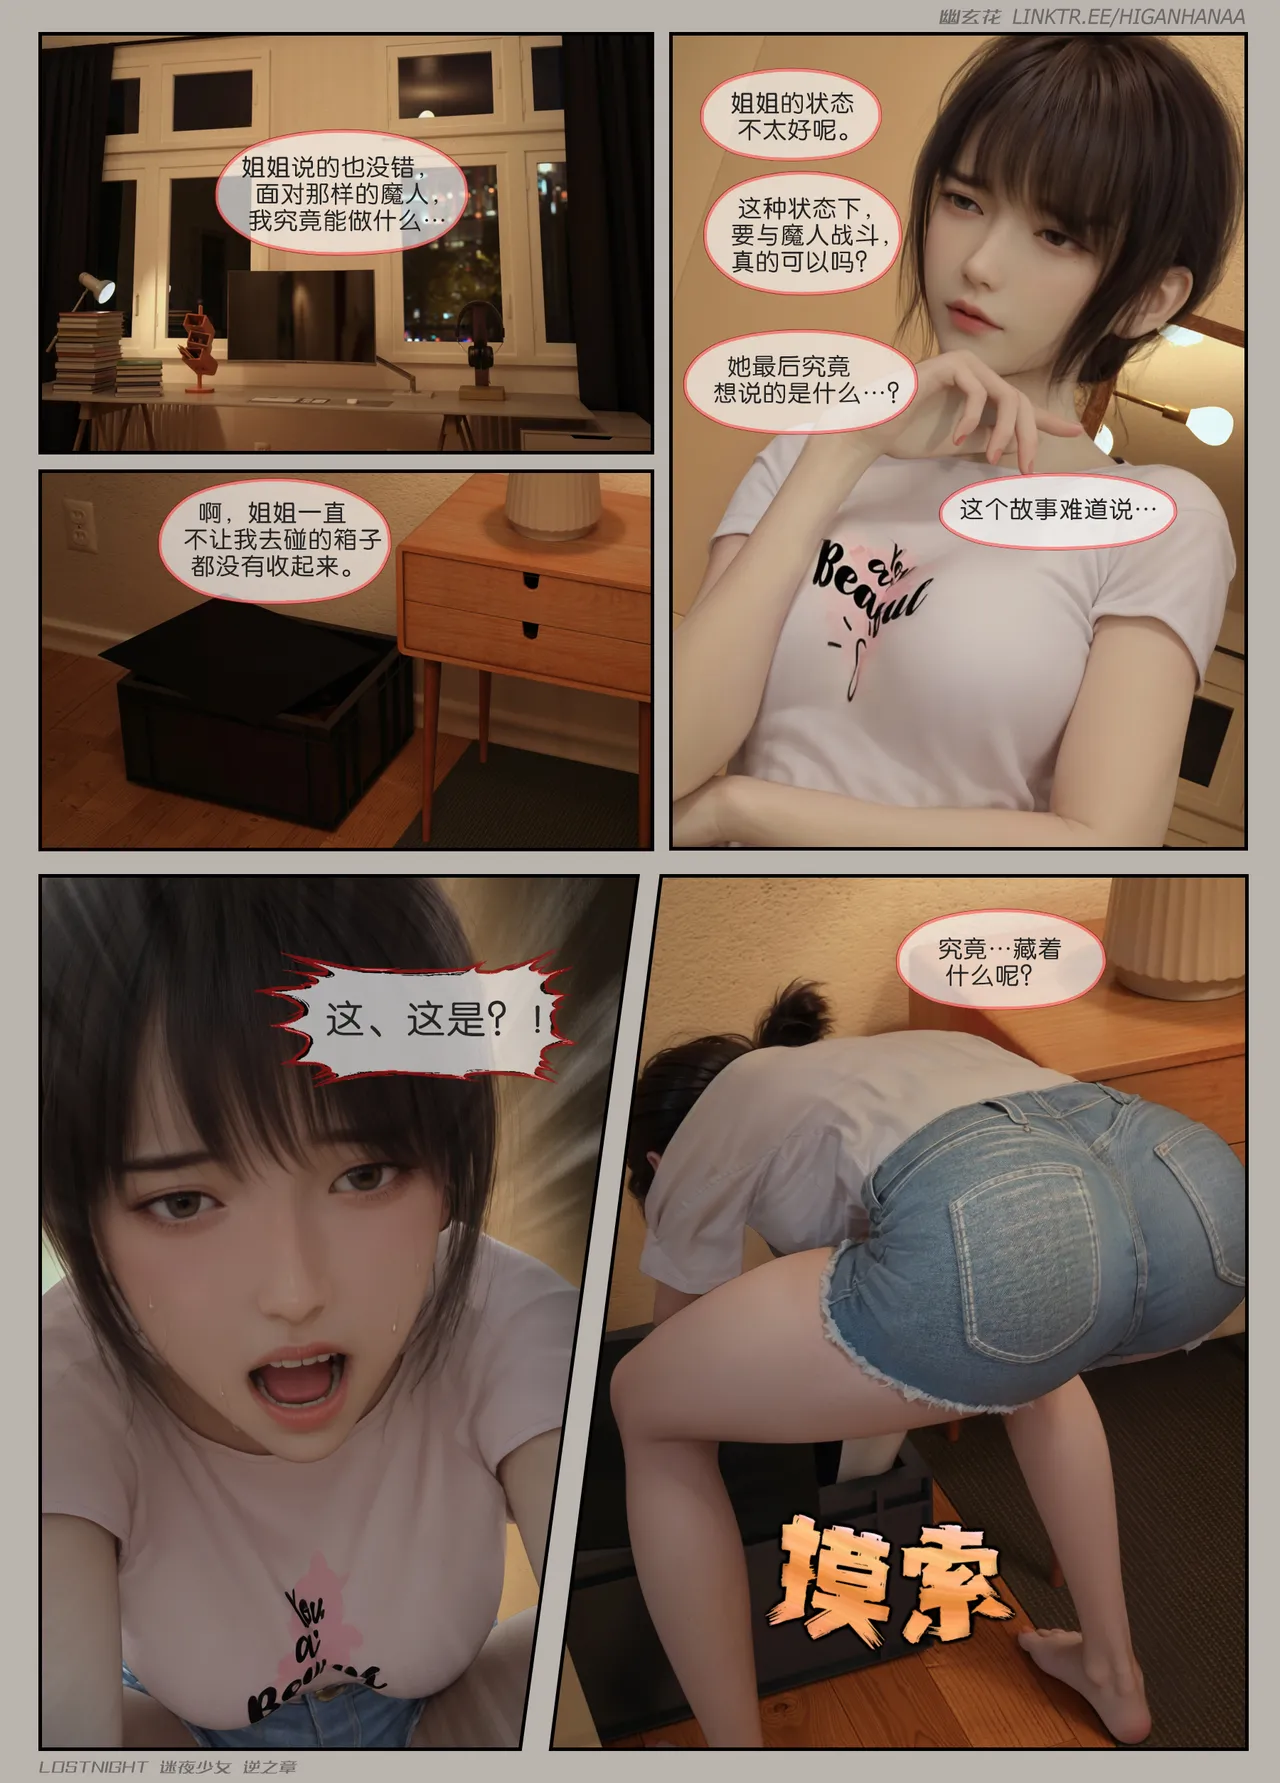 幽玄花 LINKTR.EE/HIGANHANAA
姐姐说的也没错，
面对那样的魔人，
我究竟能做什么…
姐姐的状态
不太好呢。
这种状态下，
要与魔人战斗，
真的可以吗？
她最后究竟
想说的是什么…？
这个故事难道说…
Beauful
啊，姐姐一直
不让我去碰的箱子
都没有收起来。
这、这是？！
You
a
究竟…藏着
什么呢？
摸索
LOSTNIGHT 迷夜少女 逆之章